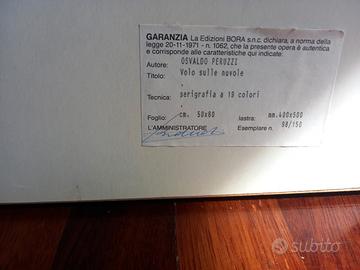 GARANZIA La Edizioni BORA s.n.c. dichiara, a norma della
legge 20-11-1971 - n. 1062, che la presente opera è autentica
e corrisponde alle caratteristiche qui indicate:
Autore: OSVALDO PERUZZI
Titolo: Volo sulle nuvole
Tecnica: serigrafia a 19 colori
Foglio: cm. 50x80 lastra: mm.400x500
L'AMMINISTRATORE Esemplare n. 98/150
subito